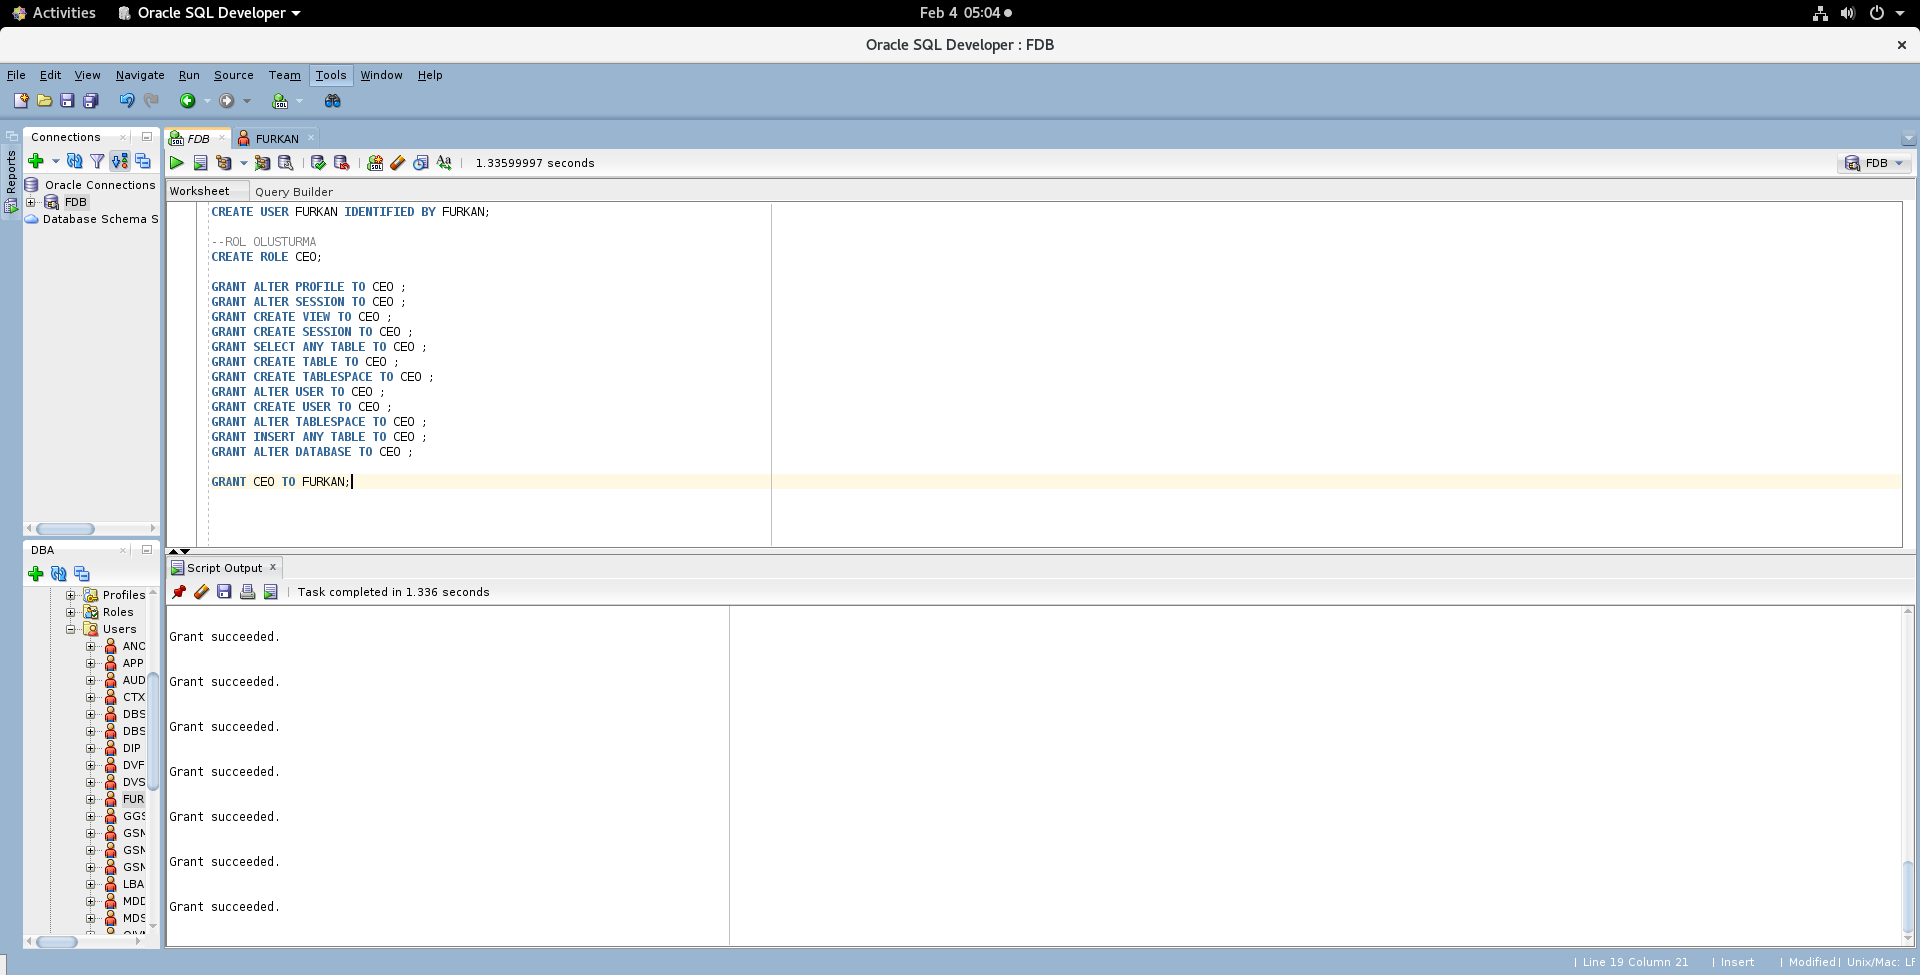 Activities
Oracle SQL Developer
Feb 4 05:04
Oracle SQL Developer : FDB
File Edit View Navigate Run Source Team Tools Window Help
Reports
Connections
Oracle Connections
FDB
Database Schema S
FDB
FURKAN
1.33599997 seconds
FDB
Worksheet
Query Builder
CREATE USER FURKAN IDENTIFIED BY FURKAN;
--ROL OLUSTURMA
CREATE ROLE CEO;
GRANT ALTER PROFILE TO CEO ;
GRANT ALTER SESSION TO CEO ;
GRANT CREATE VIEW TO CEO ;
GRANT CREATE SESSION TO CEO ;
GRANT SELECT ANY TABLE TO CEO ;
GRANT CREATE TABLE TO CEO ;
GRANT CREATE TABLESPACE TO CEO ;
GRANT ALTER USER TO CEO ;
GRANT CREATE USER TO CEO ;
GRANT ALTER TABLESPACE TO CEO ;
GRANT INSERT ANY TABLE TO CEO ;
GRANT ALTER DATABASE TO CEO ;
GRANT CEO TO FURKAN;
DBA
Profiles
Roles
Users
ANO
APP
AUD
CTX
DBS
DBS
DIP
DVF
DVS
FUR
GGS
GSM
GSM
GSM
LBA
MDD
MDS
Script Output
Task completed in 1.336 seconds
Grant succeeded.
Grant succeeded.
Grant succeeded.
Grant succeeded.
Grant succeeded.
Grant succeeded.
Grant succeeded.
| Line 19 Column 21 | Insert | Modified| Unix/Mac: LF